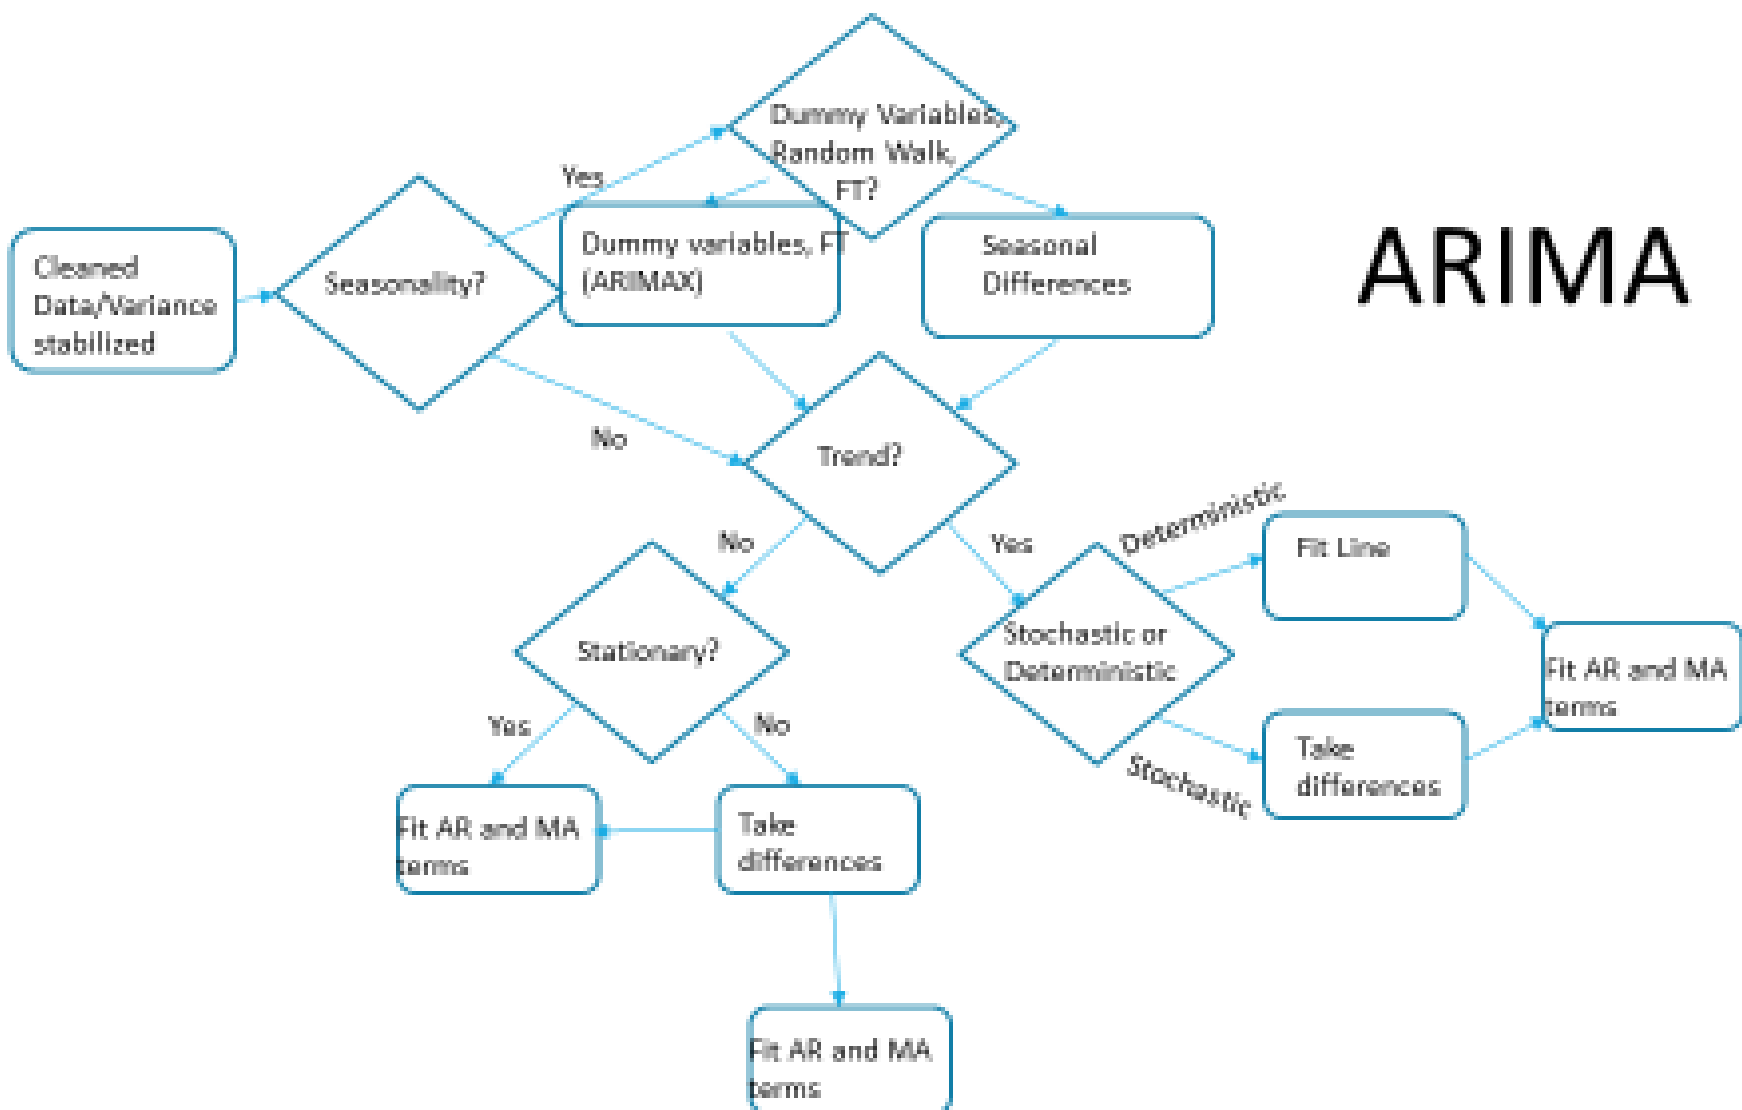 Dummy Variables,
Random Walk,
FT?
Yes
Cleaned
Data/Variance
stabilized
Seasonality?
Dummy variables, FT
(ARIMAX)
Seasonal
Differences
ARIMA
No
Trend?
No
Yes
Deterministic
Fit Line
Stationary?
Stochastic or
Deterministic
Fit AR and MA
terms
Yes
No
Stochastic
Take
differences
Fit AR and MA
terms
Take
differences
Fit AR and MA
terms